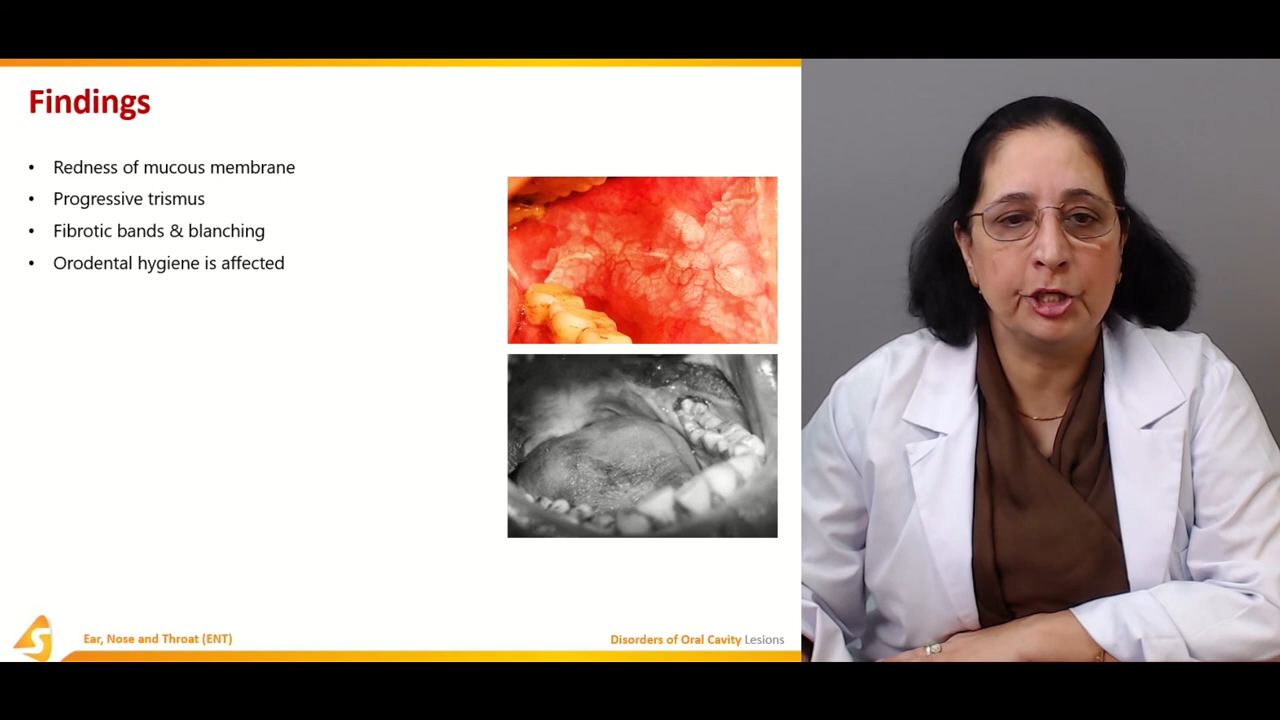 Findings
• Redness of mucous membrane
• Progressive trismus
• Fibrotic bands & blanching
• Orodental hygiene is affected
S
Ear, Nose and Throat (ENT)
Disorders of Oral Cavity Lesions